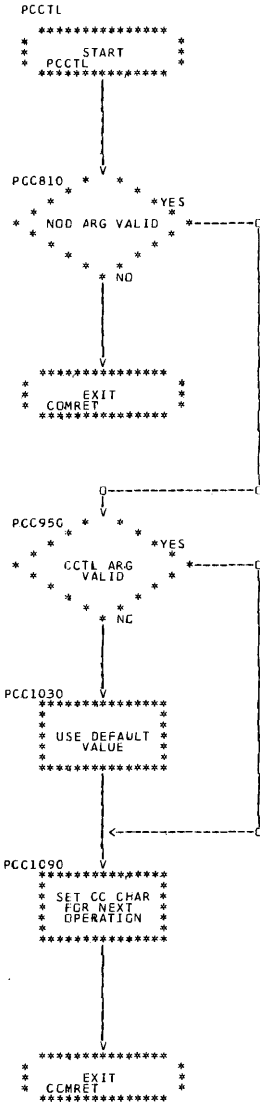 PCCTL
START
PCCTL
PCC810
YES
NOD ARG VALID
NO
EXIT
COMRET
PCC950
YES
CCTL ARG
VALID
NO
PCC1030
USE DEFAULT
VALUE
PCC1090
SET CC CHAR
FOR NEXT
OPERATION
EXIT
COMRET